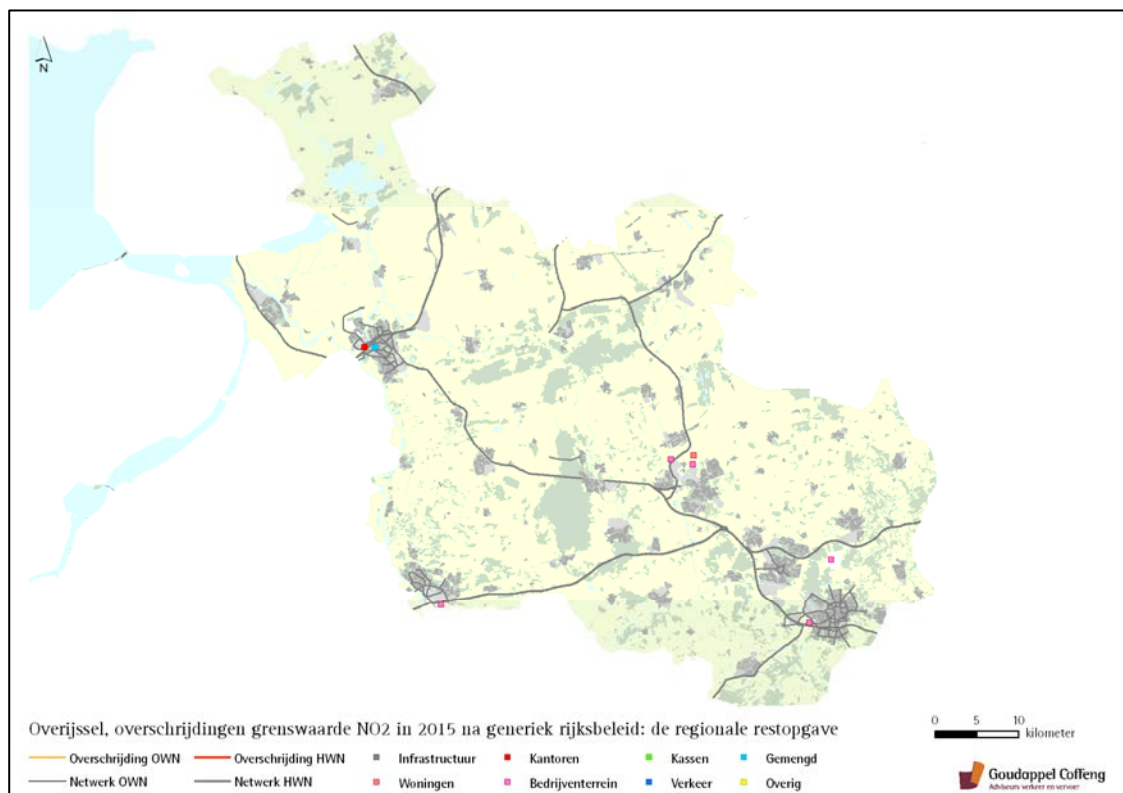 N
Overijssel, overschrijdingen grenswaarde NO2 in 2015 na generiek rijksbeleid: de regionale restopgave
0 5 10
kilometer
Overschrijding OWN Overschrijding HWN Infrastructuur Kantoren Kassen Gemengd
Netwerk OWN Netwerk HWN Woningen Bedrijventerrein Verkeer Overig
Goudappel Coffeng
Adviseurs verkeer en vervoer